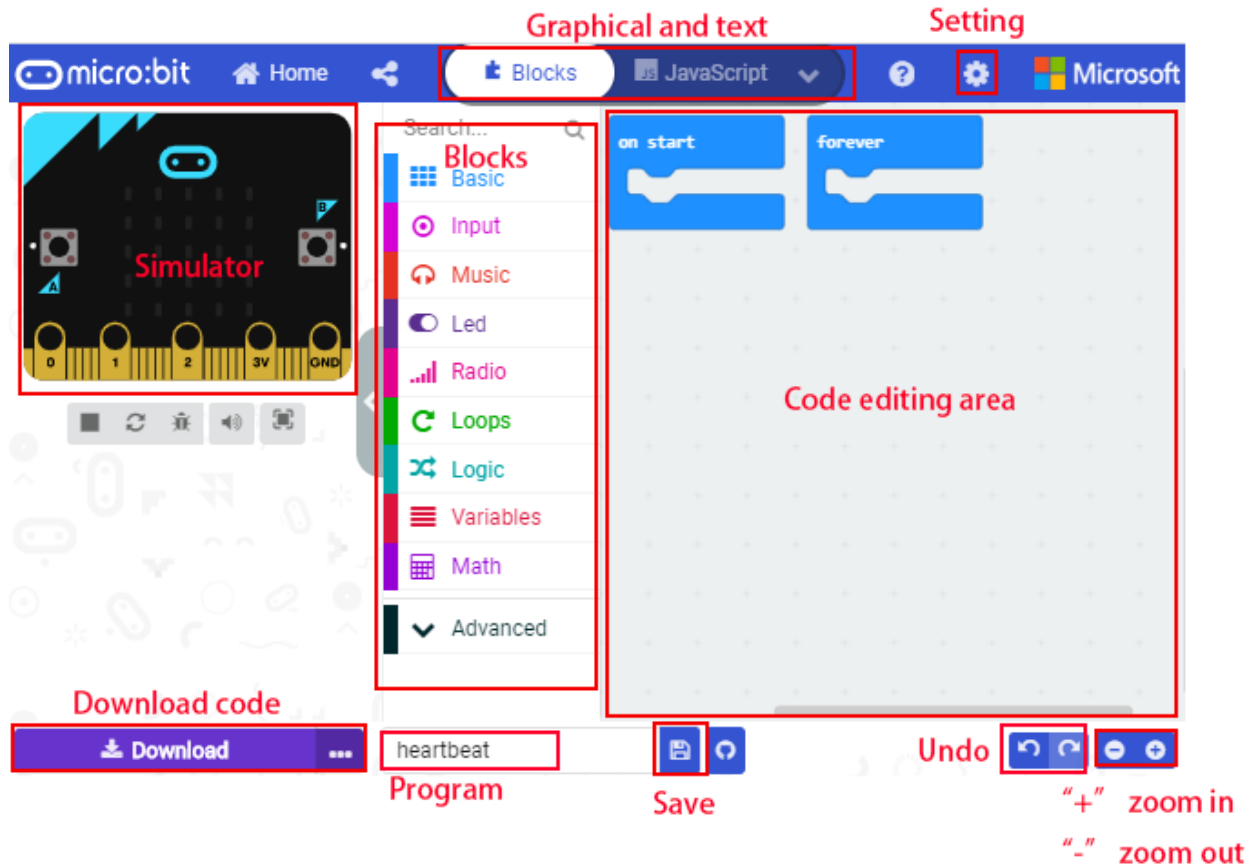 Graphical and text
Setting
micro:bit
Home
Blocks
JS JavaScript
?
Microsoft
Search...
Blocks
Basic
Input
Music
Led
Radio
Loops
Logic
Variables
Math
Advanced
B
A
Simulator
0 1 2 3V GND
on start
forever
Code editing area
Download code
Download
...
heartbeat
Program
Save
Undo
"+" zoom in
"-" zoom out